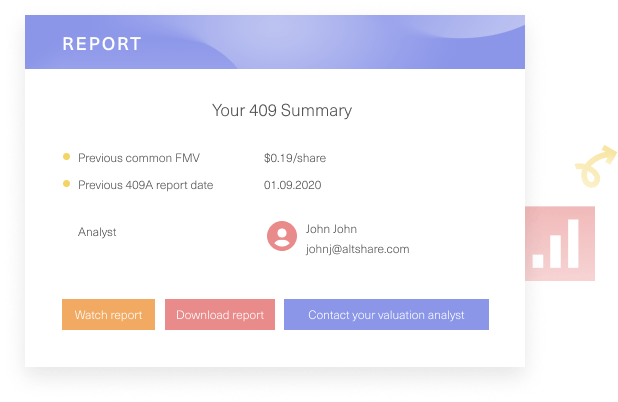 REPORT
Your 409 Summary
Previous common FMV $0.19/share
Previous 409A report date 01.09.2020
Analyst John John
johnj@altshare.com
Watch report Download report Contact your valuation analyst